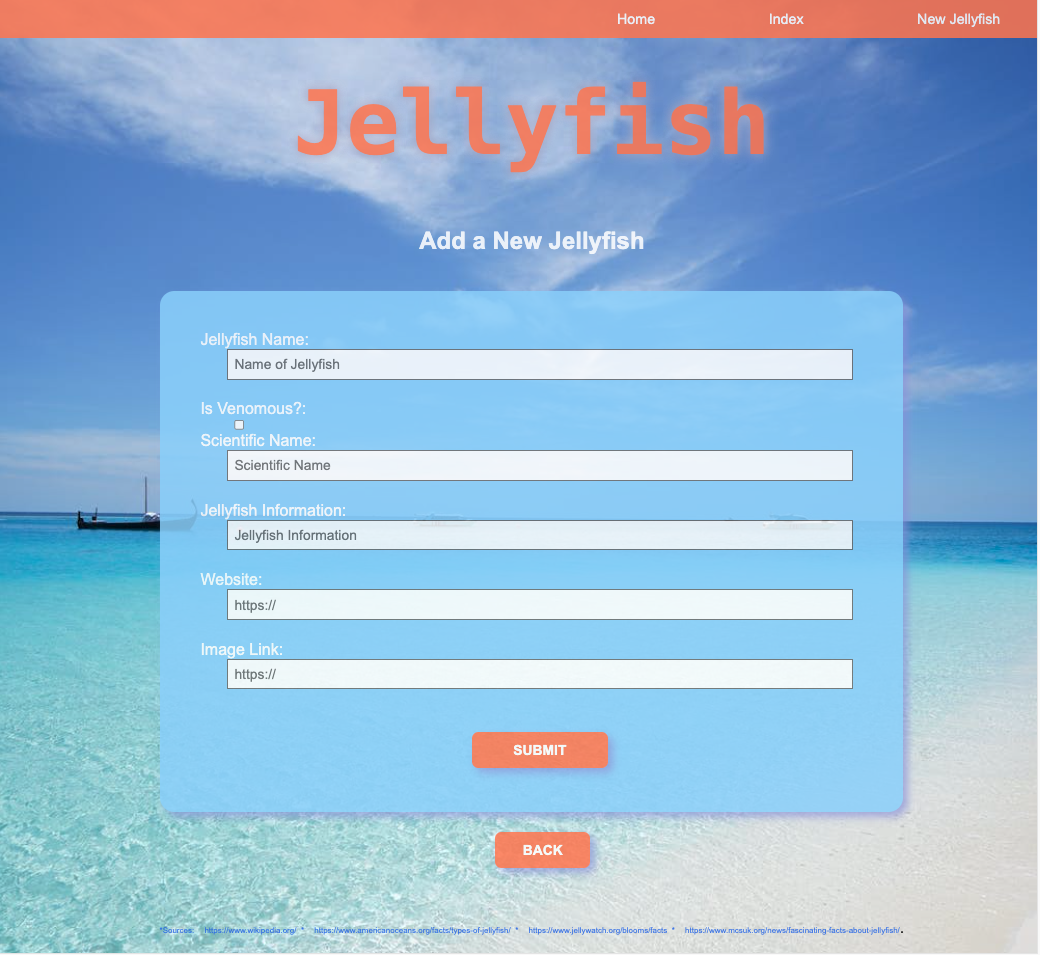 Home Index New Jellyfish
Jellyfish
Add a New Jellyfish
Jellyfish Name:
Name of Jellyfish
Is Venomous?:
Scientific Name:
Scientific Name
Jellyfish Information:
Jellyfish Information
Website:
https://
Image Link:
https://
SUBMIT
BACK
*Sources: https://www.wikipedia.org/ * https://www.americanoceans.org/facts/types-of-jellyfish/ * https://www.jellywatch.org/blooms/facts * https://www.mcsuk.org/news/fascinating-facts-about-jellyfish/.